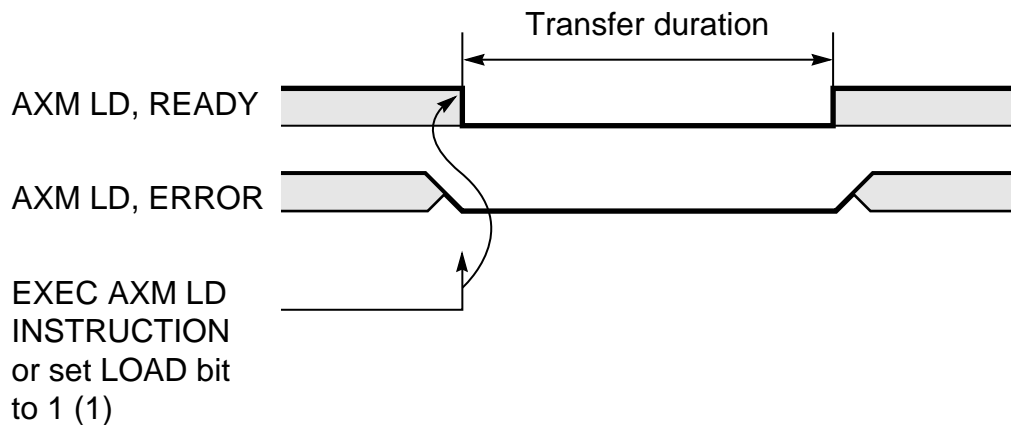 Transfer duration
AXM LD, READY
AXM LD, ERROR
EXEC AXM LD
INSTRUCTION
or set LOAD bit
to 1 (1)